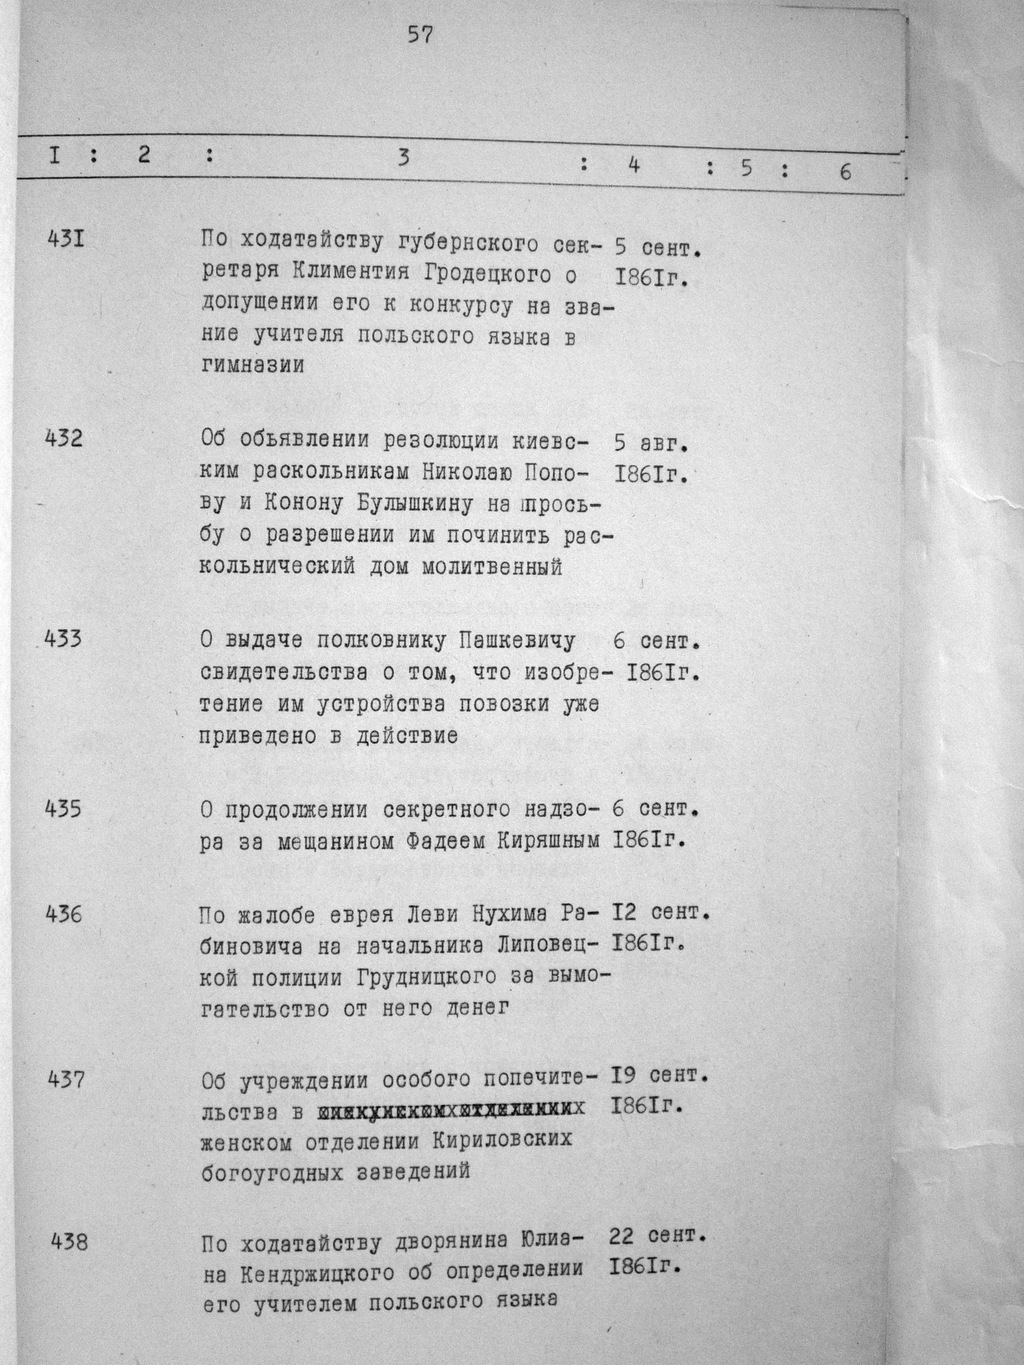 57
I : 2 : 3 : 4 : 5 : 6
43I По ходатайству губернского сек- 5 сент.
ретаря Климентия Гродецкого о I86Iг.
допущении его к конкурсу на зва-
ние учителя польского языка в
гимназии
432 Об обьявлении резолюции киевс- 5 авг.
ким раскольникам Николаю Попо- I86Iг.
ву и Конону Булышкину на прось-
бу о разрешении им починить рас-
кольнический дом молитвенный
433 О выдаче полковнику Пашкевичу 6 сент.
свидетельства о том, что изобре- I86Iг.
тение им устройства повозки уже
приведено в действие
435 О продолжении секретного надзо- 6 сент.
ра за мещанином Фадеем Киряшным I86Iг.
436 По жалобе еврея Леви Нухима Ра- I2 сент.
биновича на начальника Липовец- I86Iг.
кой полиции Грудницкого за вымо-
гательство от него денег
437 Об учреждении особого попечите- I9 сент.
льства в I86Iг.
женском отделении Кириловских
богоугодных заведений
438 По ходатайству дворянина Юлиа- 22 сент.
на Кендржицкого об определении I86Iг.
его учителем польского языка